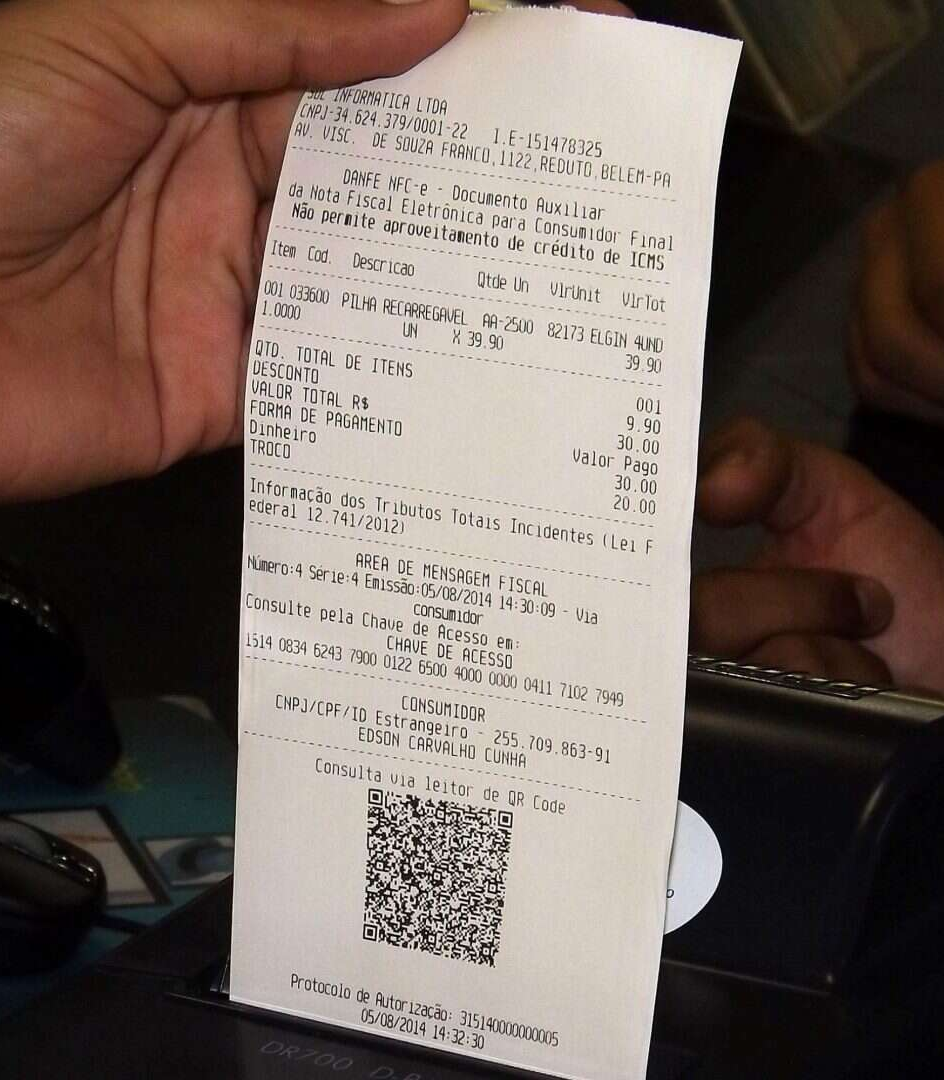 SOL INFORMATICA LTDA
CNPJ-34.624.379/0001-22 I.E-151478325
AV. VISC. DE SOUZA FRANCO,1122,REDUTO,BELEM-PA
DANFE NFC-e - Documento Auxiliar
da Nota Fiscal Eletrônica para Consumidor Final
Não permite aproveitamento de crédito de ICMS
Item Cod. Descricao Qtde Un VlrUnit VlrTot
001 033600 PILHA RECARREGAVEL AA-2500 82173 ELGIN 4UND
1.0000 UN X 39.90 39.90
QTD. TOTAL DE ITENS 001
DESCONTO 9.90
VALOR TOTAL R$ 30.00
FORMA DE PAGAMENTO Valor Pago
Dinheiro 30.00
TROCO 20.00
Informação dos Tributos Totais Incidentes (Lei F
ederal 12.741/2012)
AREA DE MENSAGEM FISCAL
Número:4 Série:4 Emissão:05/08/2014 14:30:09 - Via
consumidor
Consulte pela Chave de Acesso em:
CHAVE DE ACESSO
1514 0834 6243 7900 0122 6500 4000 0000 0411 7102 7949
CONSUMIDOR
CNPJ/CPF/ID Estrangeiro - 255.709.863-91
EDSON CARVALHO CUNHA
Consulta via leitor de QR Code
Protocolo de Autorização: 315140000000005
05/08/2014 14:32:30
DR700